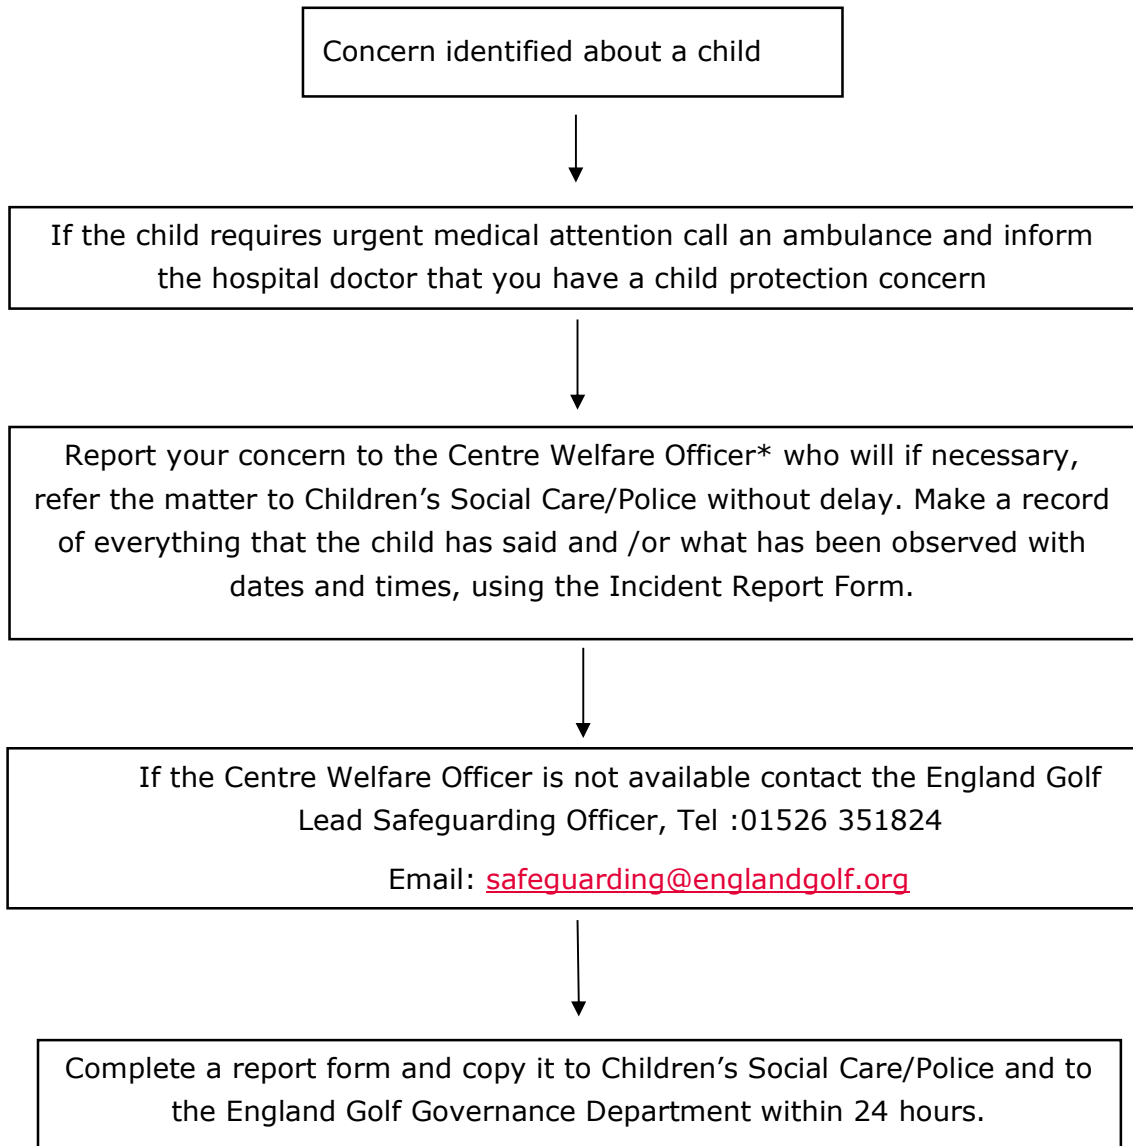 Concern identified about a child
If the child requires urgent medical attention call an ambulance and inform
the hospital doctor that you have a child protection concern
Report your concern to the Centre Welfare Officer* who will if necessary,
refer the matter to Children’s Social Care/Police without delay. Make a record
of everything that the child has said and /or what has been observed with
dates and times, using the Incident Report Form.
If the Centre Welfare Officer is not available contact the England Golf
Lead Safeguarding Officer, Tel :01526 351824
Email: safeguarding@englandgolf.org
Complete a report form and copy it to Children’s Social Care/Police and to
the England Golf Governance Department within 24 hours.